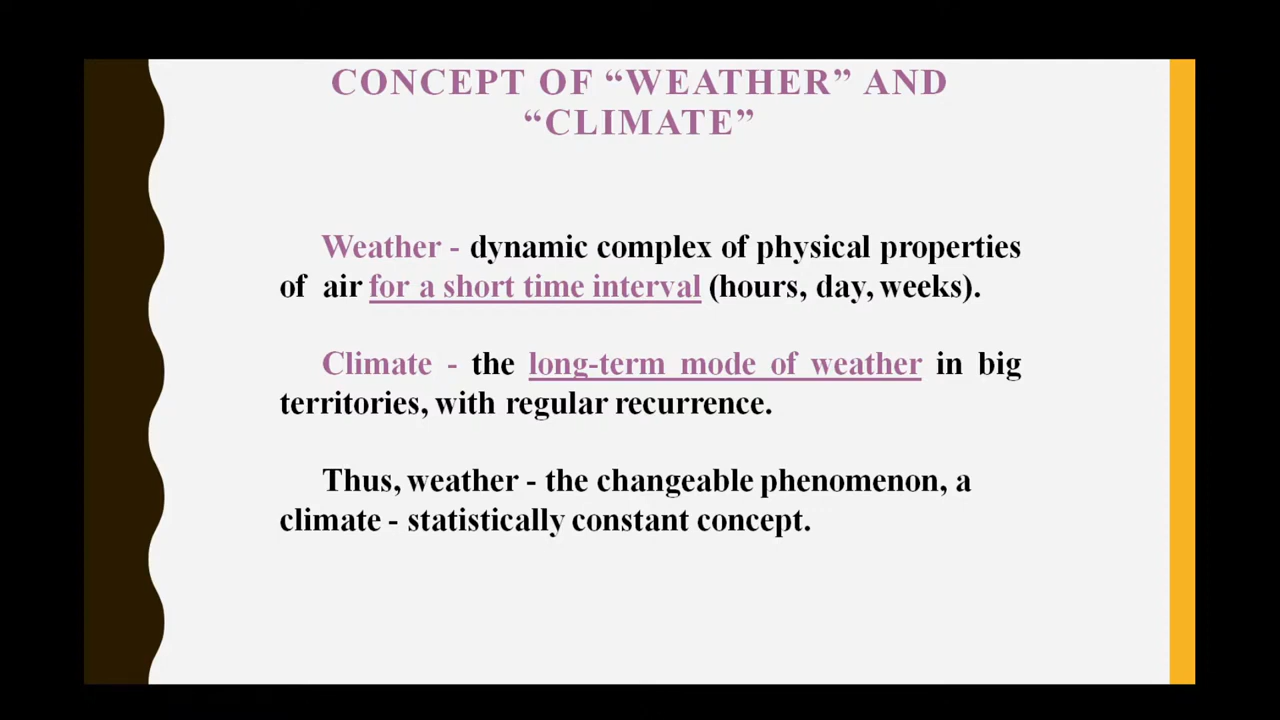 CONCEPT OF “WEATHER” AND
“CLIMATE”
Weather - dynamic complex of physical properties
of air for a short time interval (hours, day, weeks).
Climate - the long-term mode of weather in big
territories, with regular recurrence.
Thus, weather - the changeable phenomenon, a
climate - statistically constant concept.